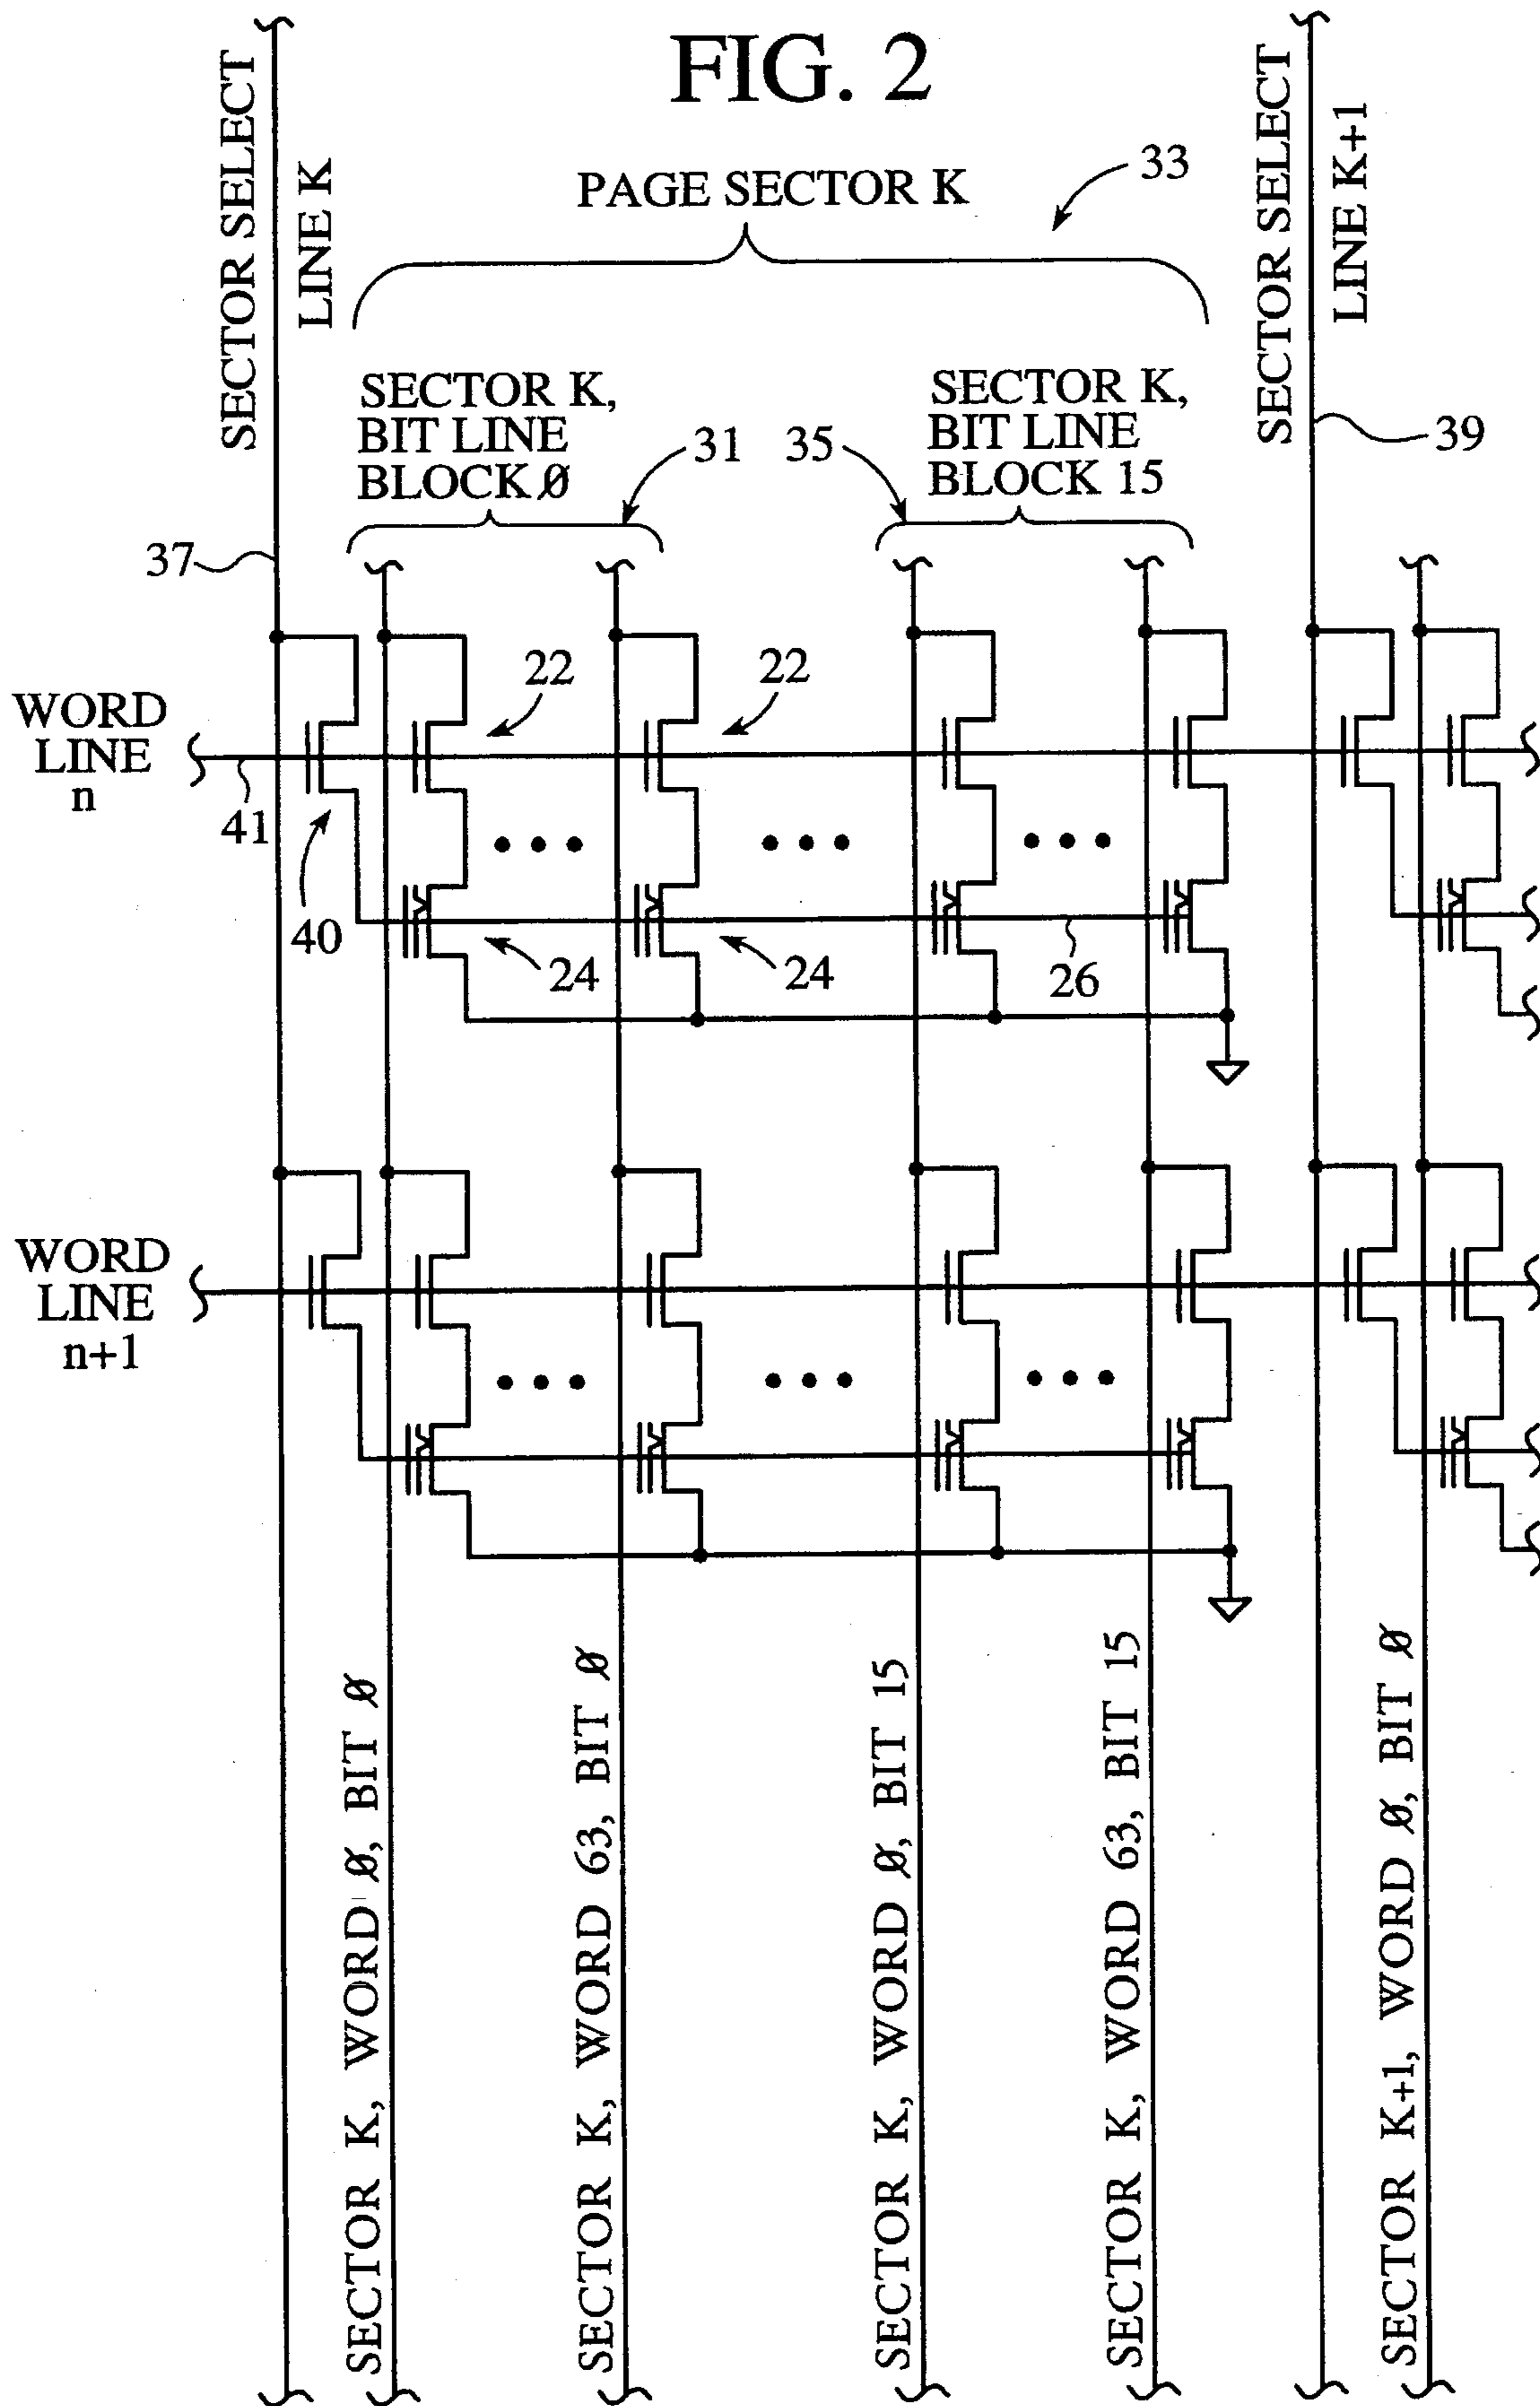 FIG. 2
SECTOR SELECT
LINE K
PAGE SECTOR K
33
SECTOR SELECT
LINE K+1
SECTOR K,
BIT LINE
BLOCK Ø
31
35
SECTOR K,
BIT LINE
BLOCK 15
39
37
WORD
LINE
n
41
22
22
40
24
24
26
WORD
LINE
n+1
SECTOR K, WORD Ø, BIT Ø
SECTOR K, WORD 63, BIT Ø
SECTOR K, WORD Ø, BIT 15
SECTOR K, WORD 63, BIT 15
SECTOR K+1, WORD Ø, BIT Ø